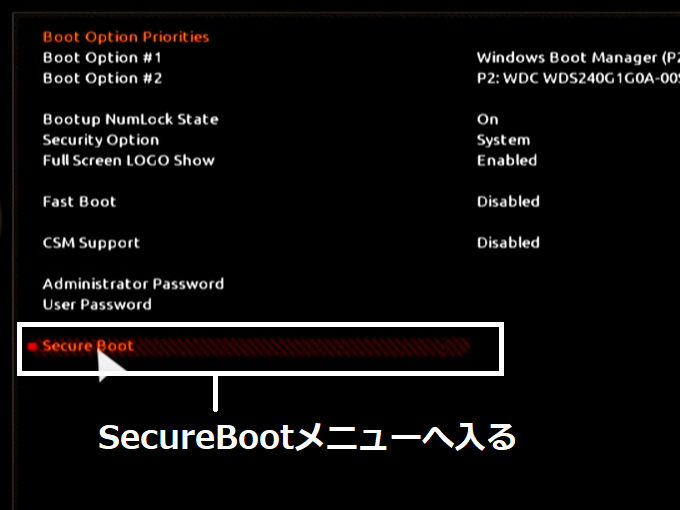 Boot Option Priorities
Boot Option #1 Windows Boot Manager (P2
Boot Option #2 P2: WDC WDS240G1G0A-00S
Bootup NumLock State On
Security Option System
Full Screen LOGO Show Enabled
Fast Boot Disabled
CSM Support Disabled
Administrator Password
User Password
Secure Boot
SecureBootメニューへ入る